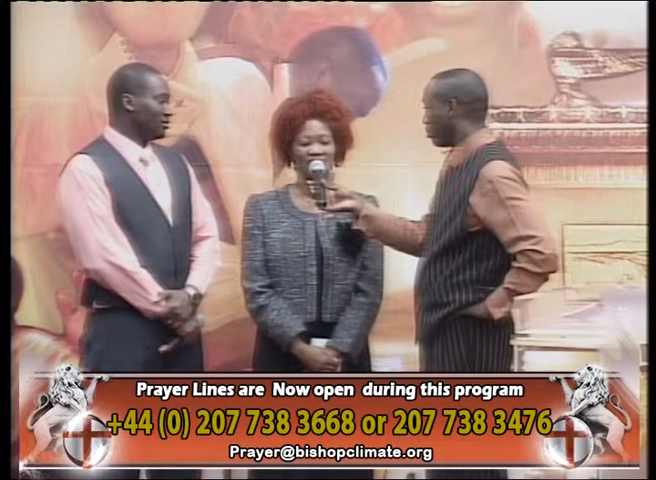 Prayer Lines are Now open during this program
+44 (0) 207 738 3668 or 207 738 3476
Prayer@bishopclimate.org